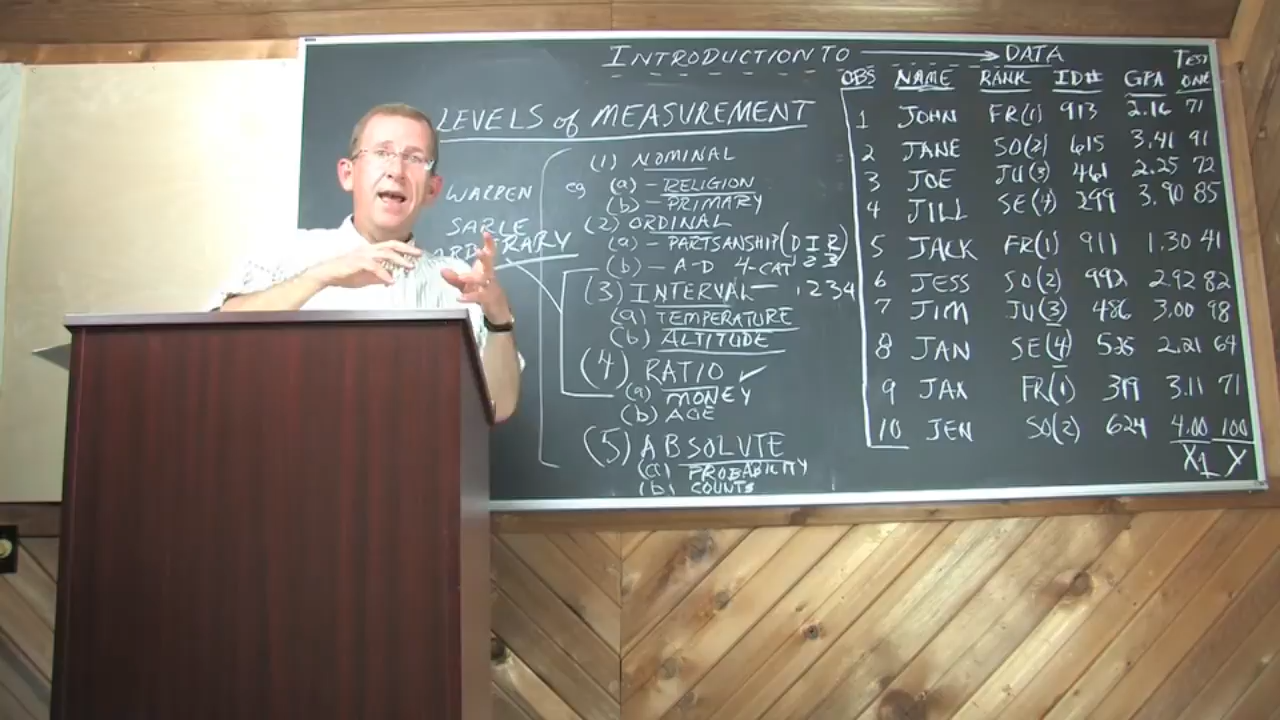 INTRODUCTION TO → DATA
LEVELS of MEASUREMENT
WARREN
SARLE
(1) NOMINAL
eg (a) - RELIGION
(b) - PRIMARY
(2) ORDINAL
(a) - PARTSANSHIP (D I R)
1 2 3
(b) - A-D 4-CAT
(3) INTERVAL - 1 2 3 4
(a) TEMPERATURE
(b) ALTITUDE
(4) RATIO ✓
(a) MONEY
(b) AGE
(5) ABSOLUTE
(a) PROBABILITY
(b) COUNTS
OBS NAME RANK ID# GPA TEST ONE
1 JOHN FR(1) 913 2.16 71
2 JANE SO(2) 615 3.41 91
3 JOE JU(3) 461 2.25 72
4 JILL SE(4) 299 3.90 85
5 JACK FR(1) 911 1.30 41
6 JESS SO(2) 992 2.92 82
7 JIM JU(3) 486 3.00 98
8 JAN SE(4) 2.21 64
9 JAX FR(1) 3.11 71
10 JEN SO(2) 624 4.00 100
X1 Y